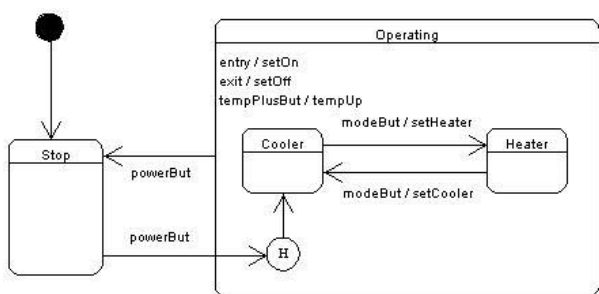 Operating
entry / setOn
exit / setOff
tempPlusBut / tempUp
modeBut / setHeater
Stop
Cooler
Heater
powerBut
modeBut / setCooler
powerBut
H